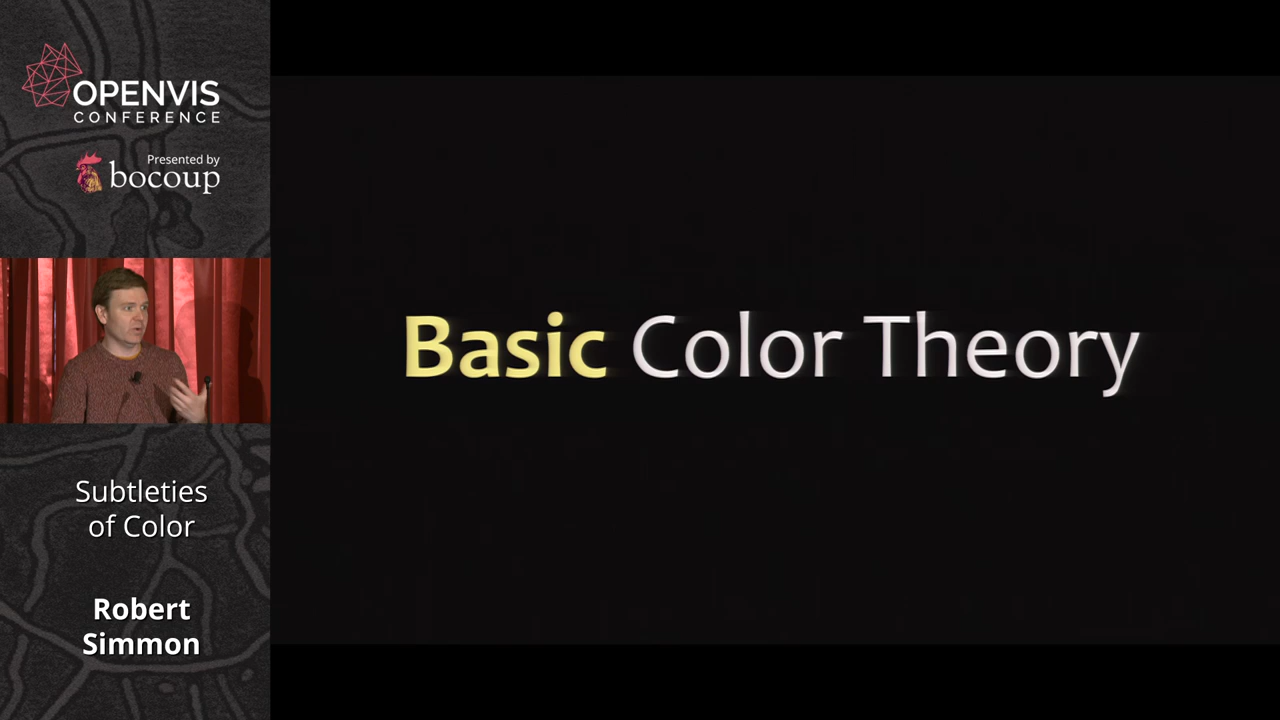 OPENVIS
CONFERENCE
Presented by
bocoup
Subtleties
of Color
Robert
Simmon
Basic Color Theory